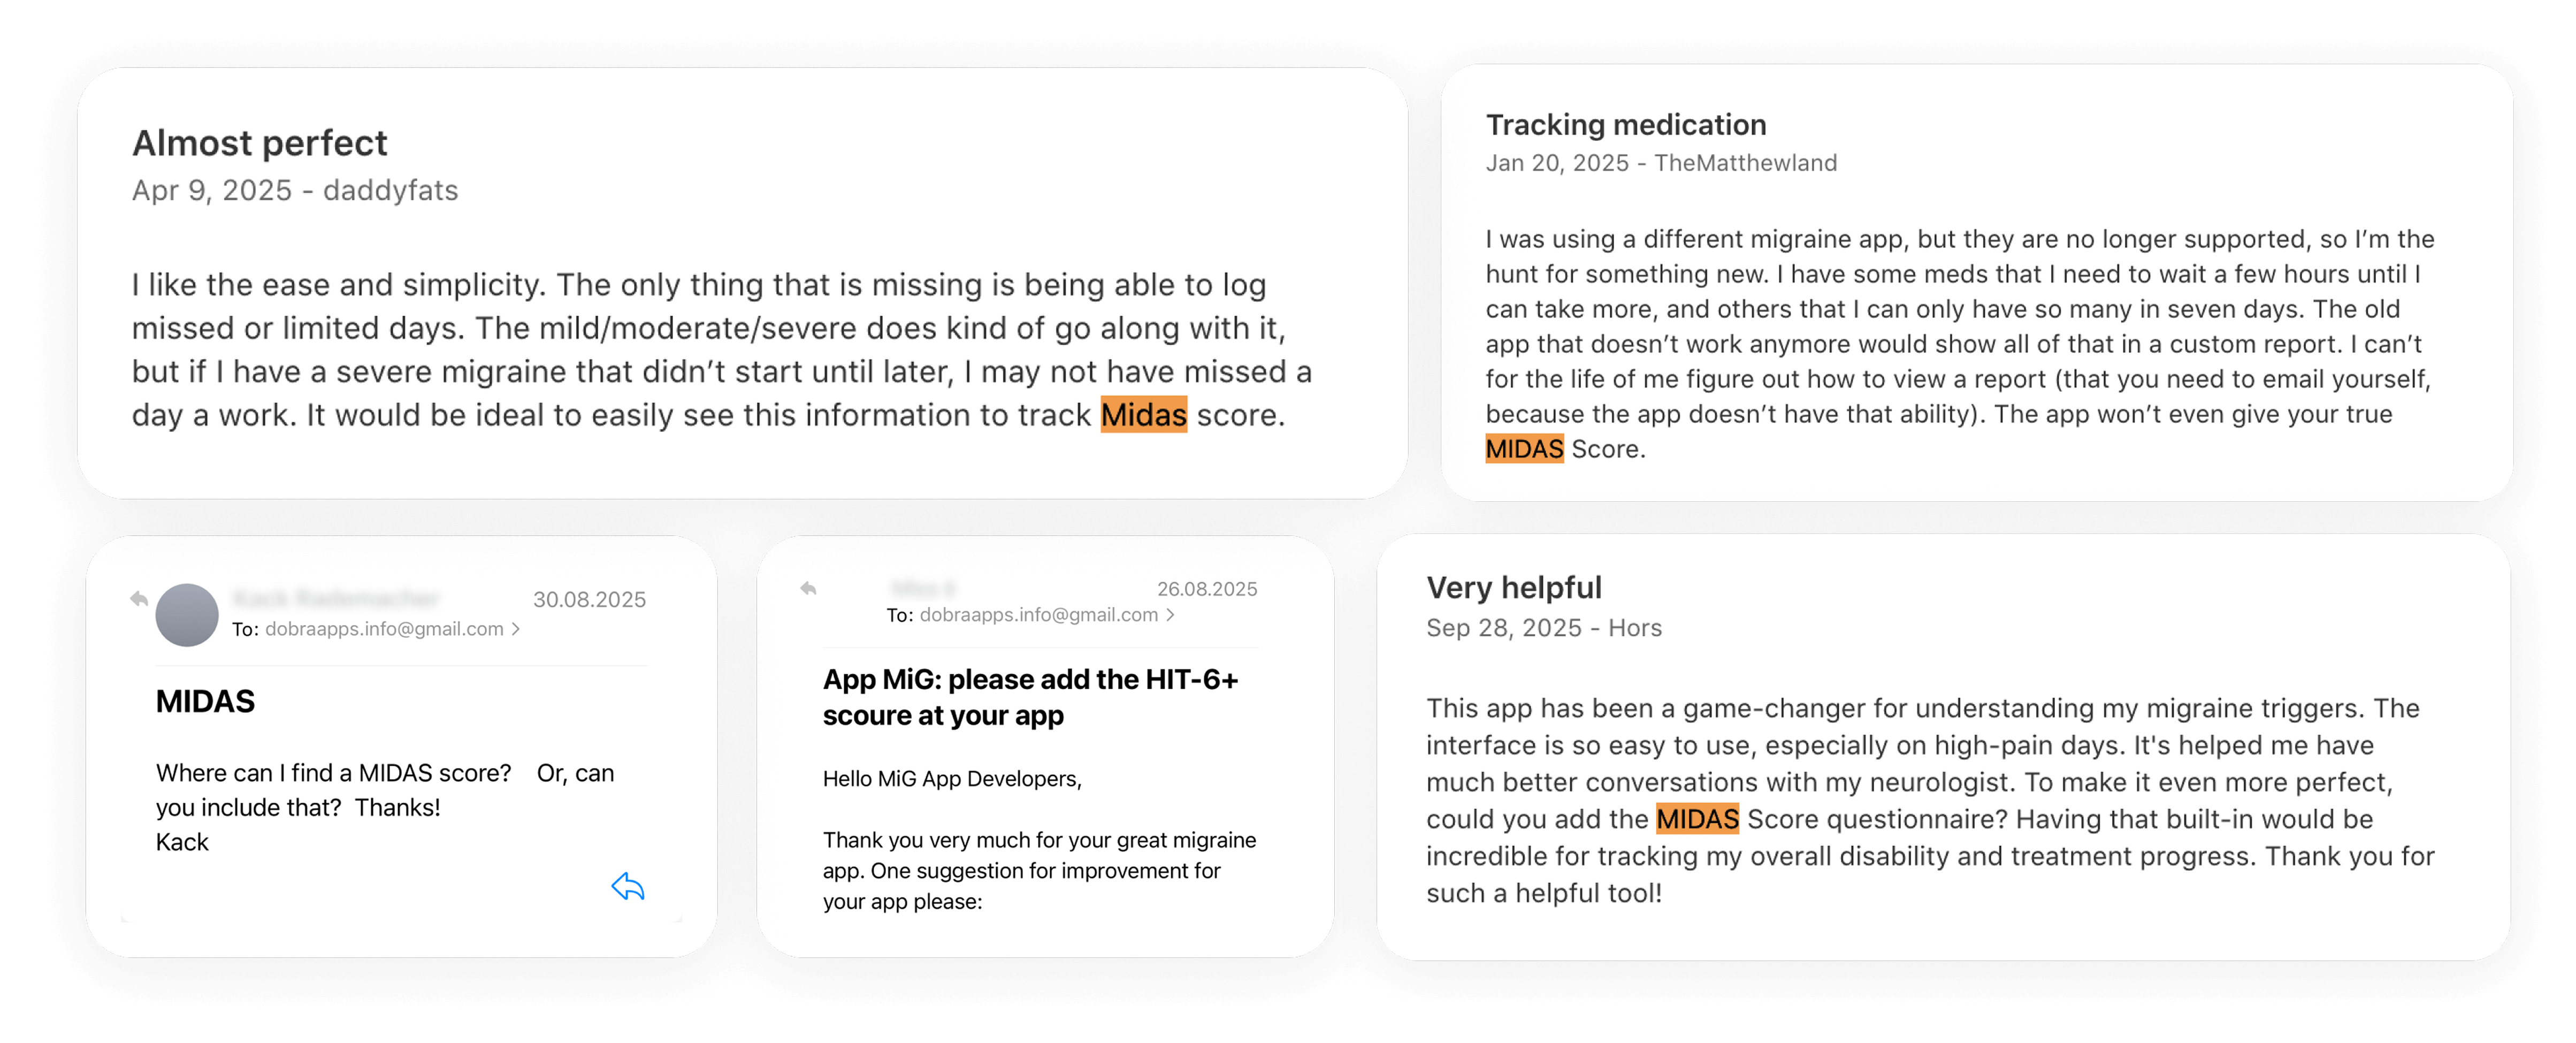 Almost perfect
Apr 9, 2025 - daddyfats
I like the ease and simplicity. The only thing that is missing is being able to log
missed or limited days. The mild/moderate/severe does kind of go along with it,
but if I have a severe migraine that didn’t start until later, I may not have missed a
day a work. It would be ideal to easily see this information to track Midas score.
Tracking medication
Jan 20, 2025 - TheMatthewland
I was using a different migraine app, but they are no longer supported, so I’m the
hunt for something new. I have some meds that I need to wait a few hours until I
can take more, and others that I can only have so many in seven days. The old
app that doesn’t work anymore would show all of that in a custom report. I can’t
for the life of me figure out how to view a report (that you need to email yourself,
because the app doesn’t have that ability). The app won’t even give your true
MIDAS Score.
30.08.2025
To: dobraapps.info@gmail.com >
MIDAS
Where can I find a MIDAS score? Or, can
you include that? Thanks!
Kack
26.08.2025
To: dobraapps.info@gmail.com >
App MiG: please add the HIT-6+
scoure at your app
Hello MiG App Developers,
Thank you very much for your great migraine
app. One suggestion for improvement for
your app please:
Very helpful
Sep 28, 2025 - Hors
This app has been a game-changer for understanding my migraine triggers. The
interface is so easy to use, especially on high-pain days. It's helped me have
much better conversations with my neurologist. To make it even more perfect,
could you add the MIDAS Score questionnaire? Having that built-in would be
incredible for tracking my overall disability and treatment progress. Thank you for
such a helpful tool!